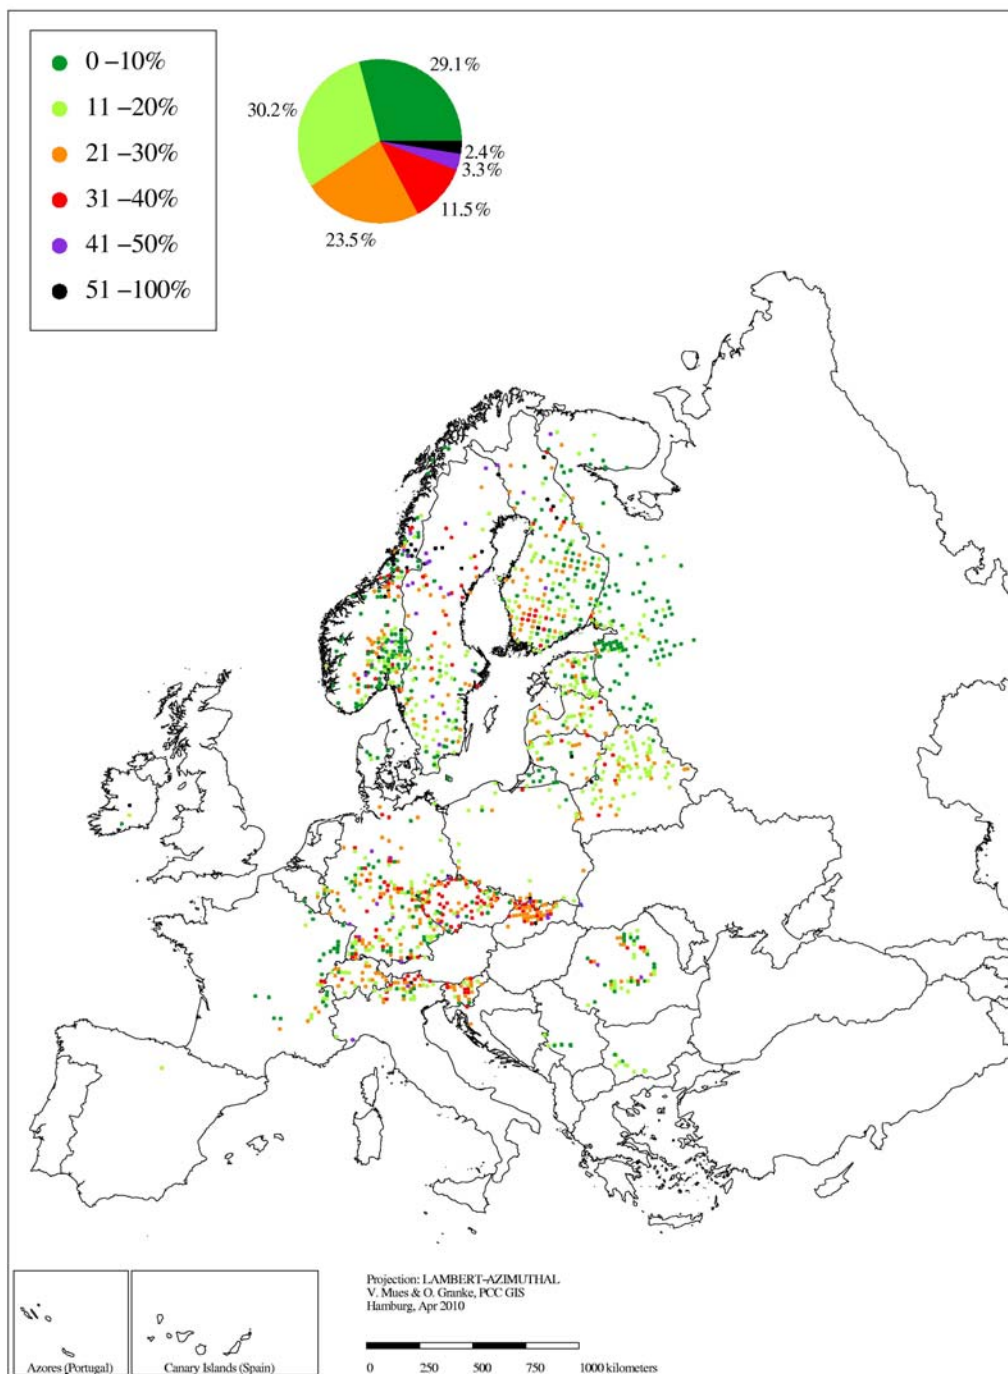 0 –10%
11 –20%
21 –30%
31 –40%
41 –50%
51 –100%
29.1%
30.2%
2.4%
3.3%
11.5%
23.5%
Projection: LAMBERT–AZIMUTHAL
V. Mues & O. Granke, PCC GIS
Hamburg, Apr 2010
0 250 500 750 1000 kilometers
Azores (Portugal)
Canary Islands (Spain)